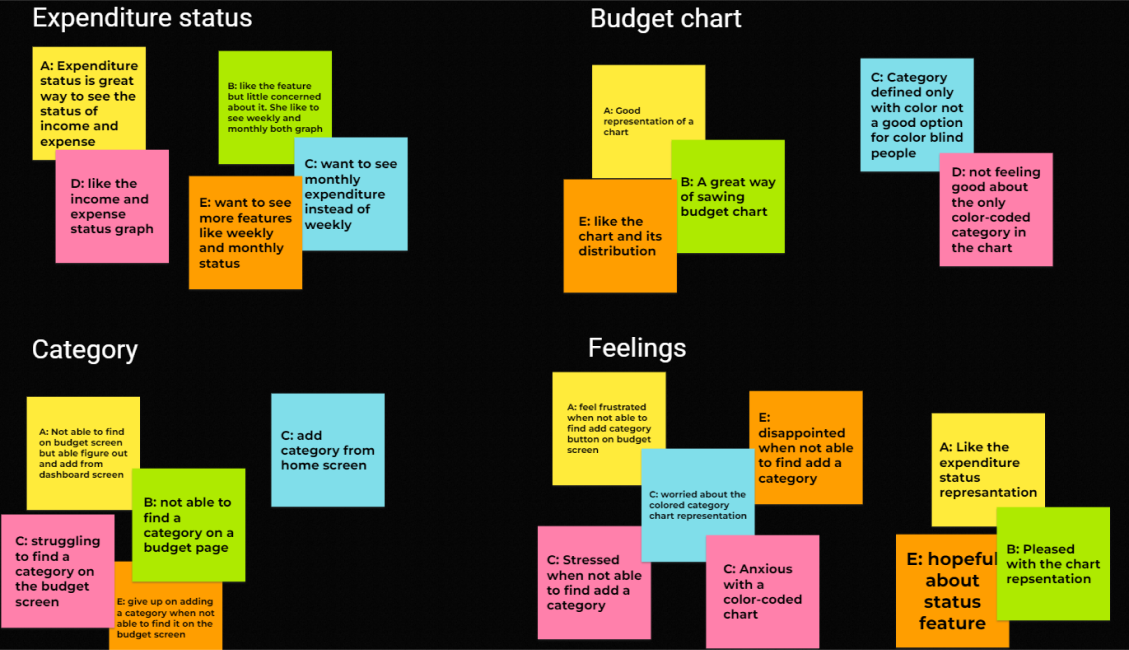 Expenditure status
A: Expenditure
status is great
way to see the
status of
income and
expense
B: like the feature
but little concerned
about it. She like to
see weekly and
monthly both graph
C: want to see
monthly
expenditure
instead of
weekly
D: like the
income and
expense
status graph
E: want to see
more features
like weekly
and monthly
status
Budget chart
A: Good
representation of a
chart
B: A great way
of sawing
budget chart
E: like the
chart and its
distribution
C: Category
defined only
with color not
a good option
for color blind
people
D: not feeling
good about
the only
color-coded
category in
the chart
Category
A: Not able to find
on budget screen
but able figure out
and add from
dashboard screen
B: not able to
find a
category on a
budget page
C: struggling
to find a
category on
the budget
screen
E: give up on adding
a category when not
able to find it on the
budget screen
C: add
category from
home screen
Feelings
A: feel frustrated
when not able to
find add category
button on budget
screen
E:
disappointed
when not able
to find add a
category
C: worried about the
colored category
chart representation
C: Stressed
when not able
to find add a
category
C: Anxious
with a
color-coded
chart
A: Like the
expenditure
status
represantation
B: Pleased
with the chart
repsentation
E: hopeful
about
status
feature